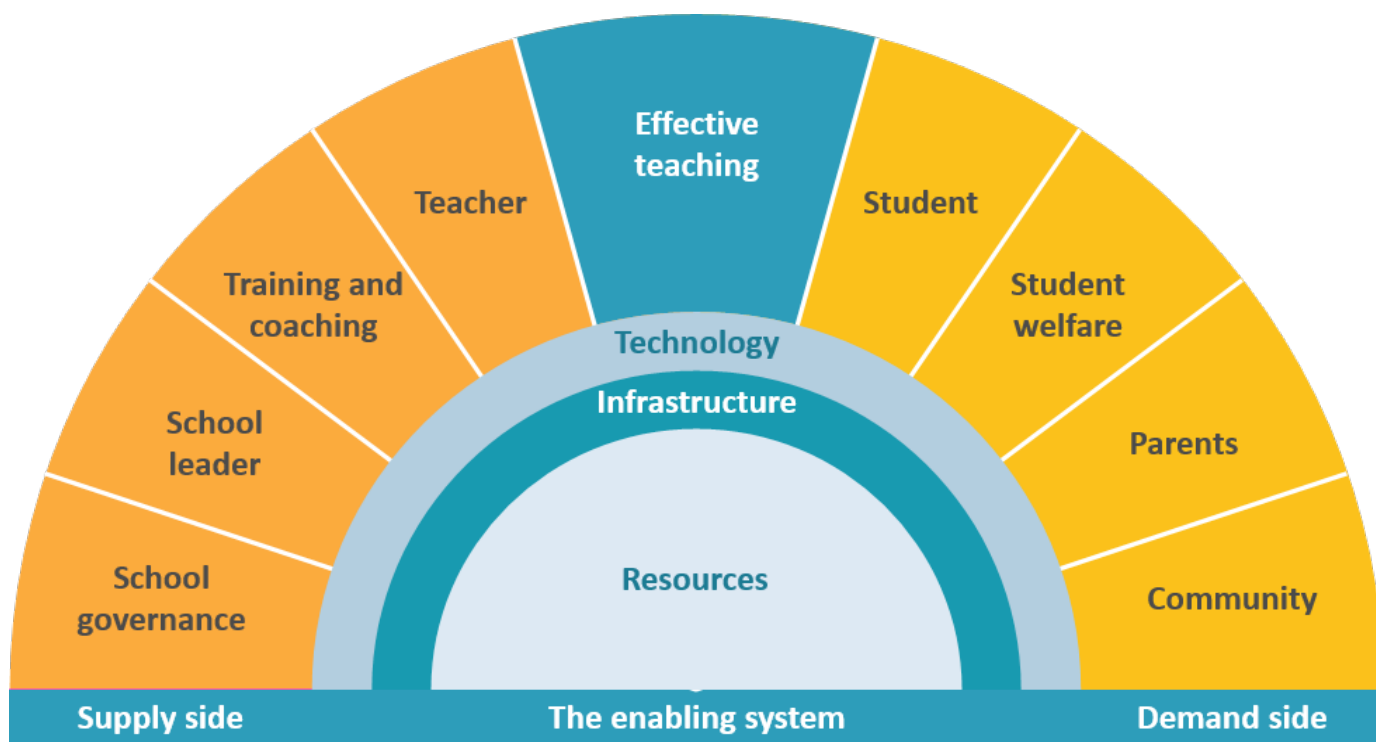 Effective
teaching
Teacher
Student
Training and
coaching
Student
welfare
Technology
Infrastructure
School
leader
Parents
School
governance
Resources
Community
Supply side
The enabling system
Demand side